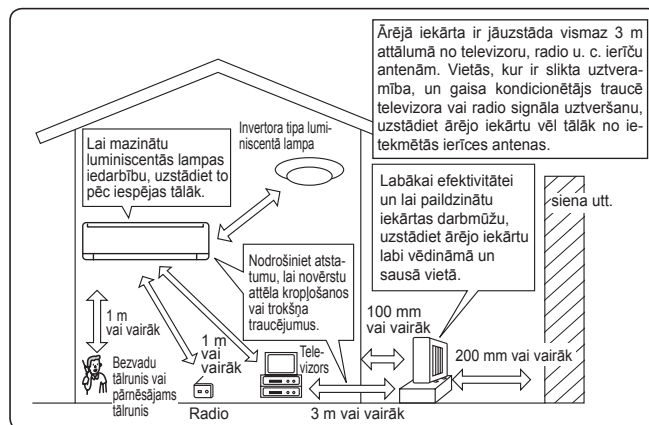 Ārējā iekārta ir jāuzstāda vismaz 3 m
attālumā no televizoru, radio u. c. ierīču
antenām. Vietās, kur ir slikta uztvera-
mība, un gaisa kondicionētājs traucē
televizora vai radio signāla uztveršanu,
uzstādiet ārējo iekārtu vēl tālāk no ie-
tekmētās ierīces antenas.
Lai mazinātu
luminiscentās lampas
iedarbību, uzstādiet to
pēc iespējas tālāk.
Invertora tipa lumi-
niscentā lampa
Labākai efektivitātei
un lai paildzinātu
iekārtas darbmūžu,
uzstādiet ārējo iekārtu
labi vēdināmā un
sausā vietā.
siena utt.
Nodrošiniet atsta-
tumu, lai novērstu
attēla kropļošanos
vai trokšņa
traucējumus.
1 m
vai vairāk
1 m
vai
vairāk
Tele-
vizors
100 mm
vai vairāk
200 mm vai vairāk
Bezvadu
tālrunis vai
pārnēsājams
tālrunis
Radio
3 m vai vairāk